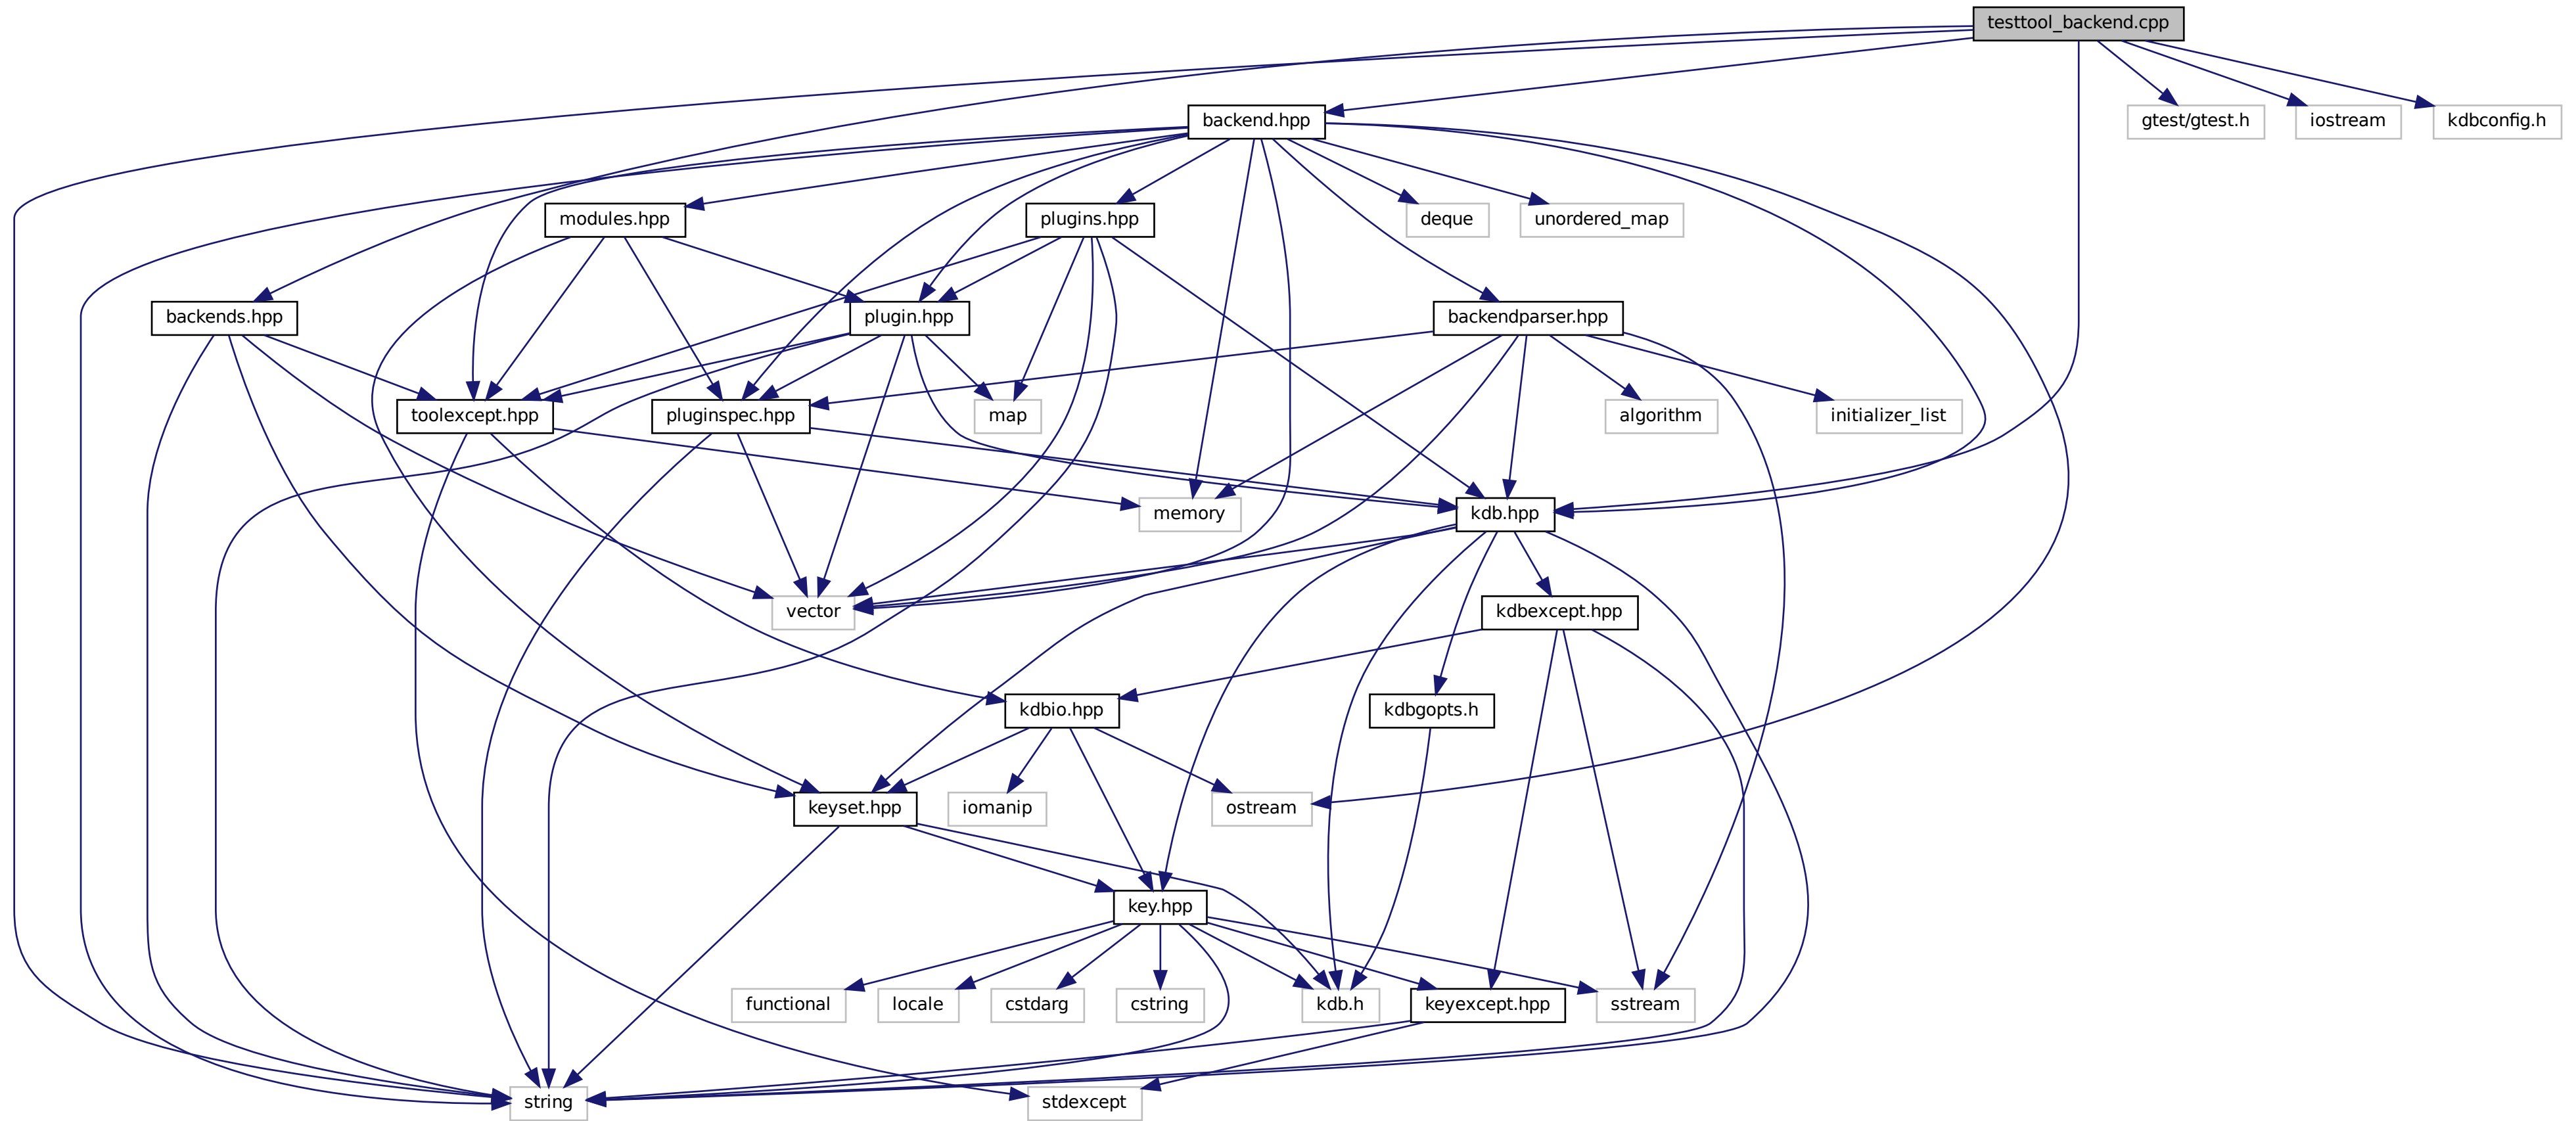 testtool_backend.cpp
backend.hpp
gtest/gtest.h
iostream
kdbconfig.h
modules.hpp
plugins.hpp
deque
unordered_map
backends.hpp
plugin.hpp
backendparser.hpp
toolexcept.hpp
pluginspec.hpp
map
algorithm
initializer_list
memory
kdb.hpp
vector
kdbexcept.hpp
kdbio.hpp
kdbgopts.h
keyset.hpp
iomanip
ostream
key.hpp
functional
locale
cstdarg
cstring
kdb.h
keyexcept.hpp
sstream
string
stdexcept